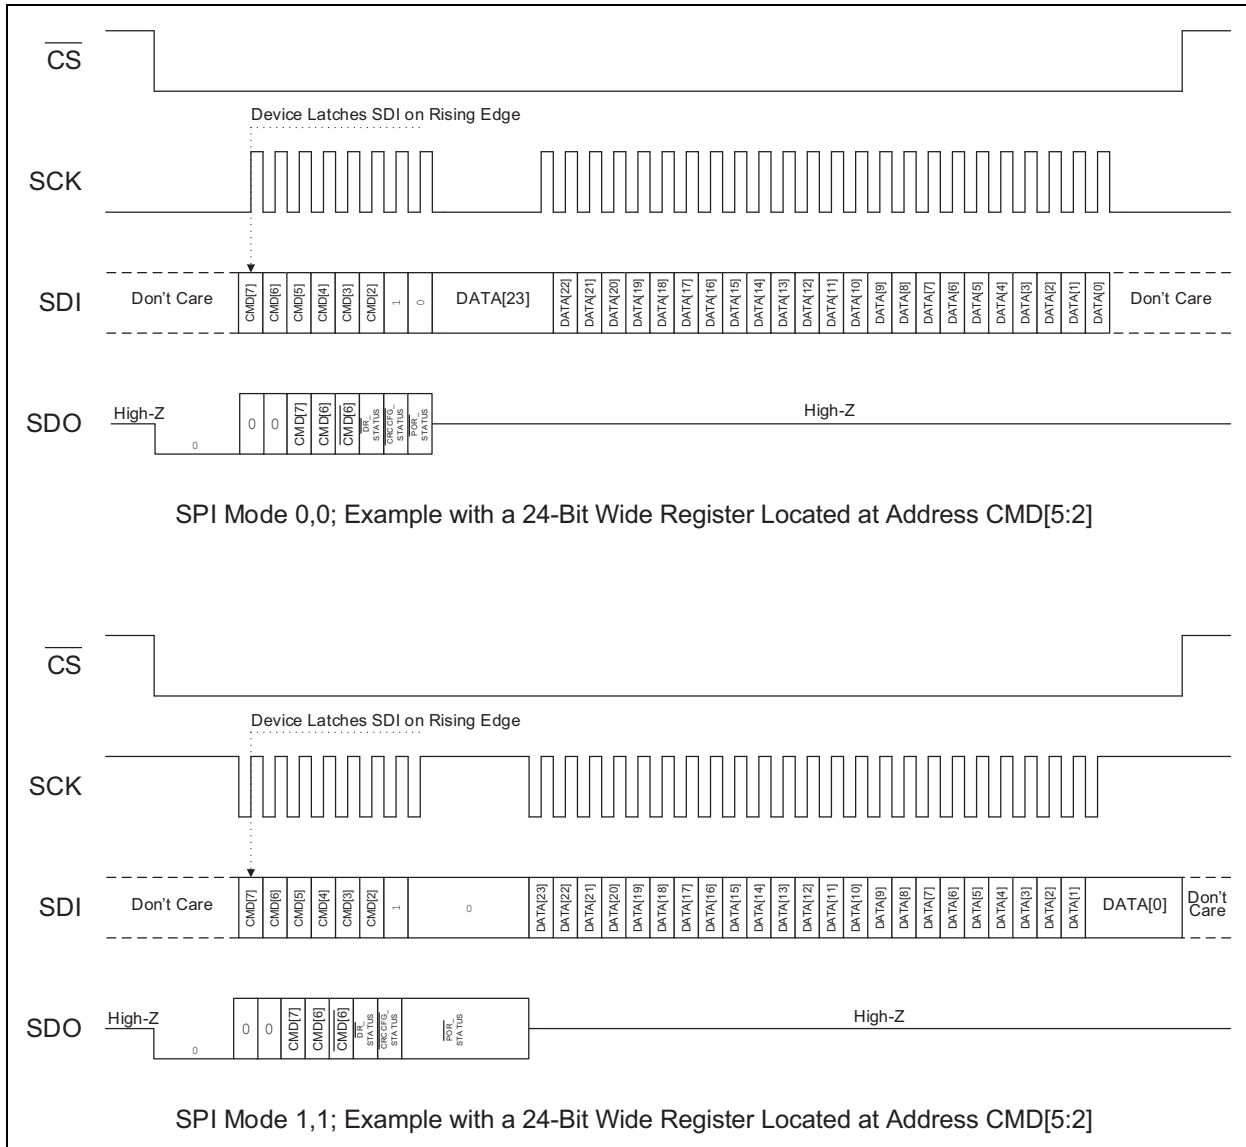 CS
Device Latches SDI on Rising Edge
SCK
SDI Don't Care CMD[7] CMD[6] CMD[5] CMD[4] CMD[3] CMD[2] 1 0 DATA[23] DATA[22] DATA[21] DATA[20] DATA[19] DATA[18] DATA[17] DATA[16] DATA[15] DATA[14] DATA[13] DATA[12] DATA[11] DATA[10] DATA[9] DATA[8] DATA[7] DATA[6] DATA[5] DATA[4] DATA[3] DATA[2] DATA[1] DATA[0] Don't Care
SDO High-Z 0 0 0 CMD[7] CMD[6] CMD[6] DR_STATUS CRCCFG_STATUS POR_STATUS High-Z
SPI Mode 0,0; Example with a 24-Bit Wide Register Located at Address CMD[5:2]
CS
Device Latches SDI on Rising Edge
SCK
SDI Don't Care CMD[7] CMD[6] CMD[5] CMD[4] CMD[3] CMD[2] 1 0 DATA[23] DATA[22] DATA[21] DATA[20] DATA[19] DATA[18] DATA[17] DATA[16] DATA[15] DATA[14] DATA[13] DATA[12] DATA[11] DATA[10] DATA[9] DATA[8] DATA[7] DATA[6] DATA[5] DATA[4] DATA[3] DATA[2] DATA[1] DATA[0] Don't Care
SDO High-Z 0 0 0 CMD[7] CMD[6] CMD[6] DR_STATUS CRCCFG_STATUS POR_STATUS High-Z
SPI Mode 1,1; Example with a 24-Bit Wide Register Located at Address CMD[5:2]